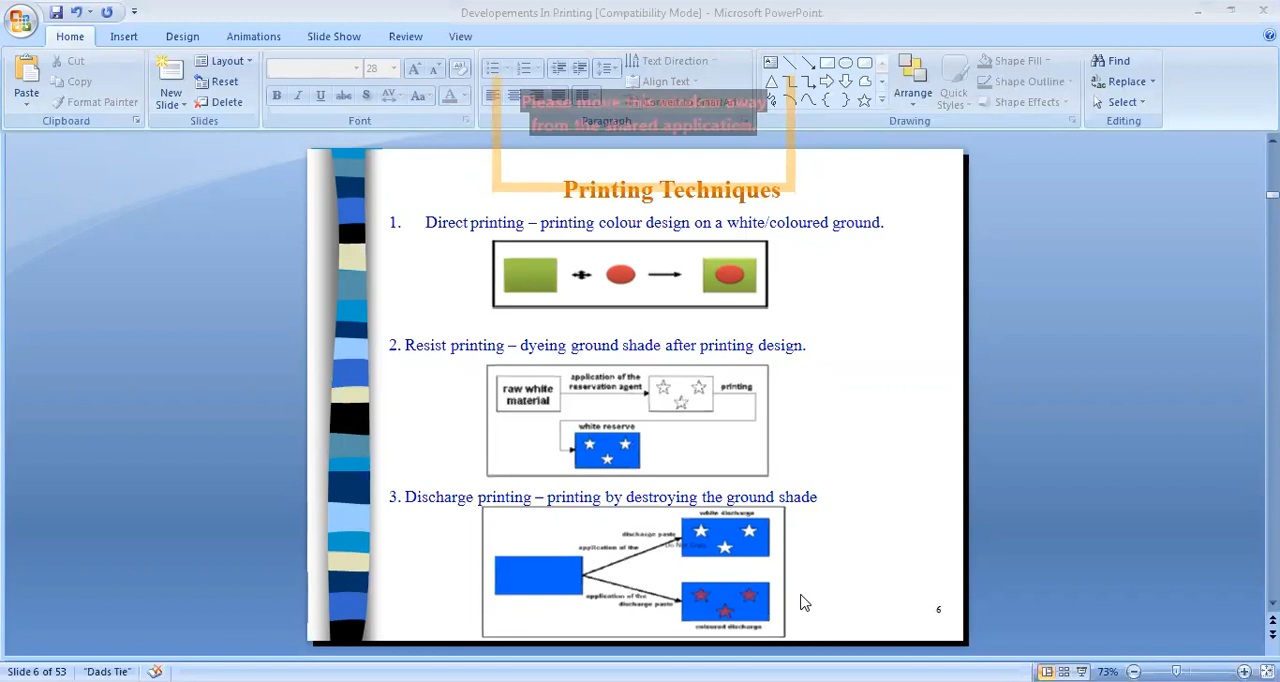 Developements In Printing [Compatibility Mode] - Microsoft PowerPoint
Home Insert Design Animations Slide Show Review View
Paste
Cut
Copy
Format Painter
Clipboard
New Slide
Layout
Reset
Delete
Slides
28
B I U abc S AV Aa A
Font
Text Direction
Align Text
Paragraph
Please move this window away
from the shared application.
Arrange
Quick Styles
Shape Fill
Shape Outline
Shape Effects
Drawing
Find
Replace
Select
Editing
Printing Techniques
1. Direct printing – printing colour design on a white/coloured ground.
2. Resist printing – dyeing ground shade after printing design.
raw white
material
application of the
reservation agent
printing
white reserve
3. Discharge printing – printing by destroying the ground shade
white discharge
discharge paste
application of the
application of the
discharge paste
coloured discharge
6
Slide 6 of 53
"Dads Tie"
73%